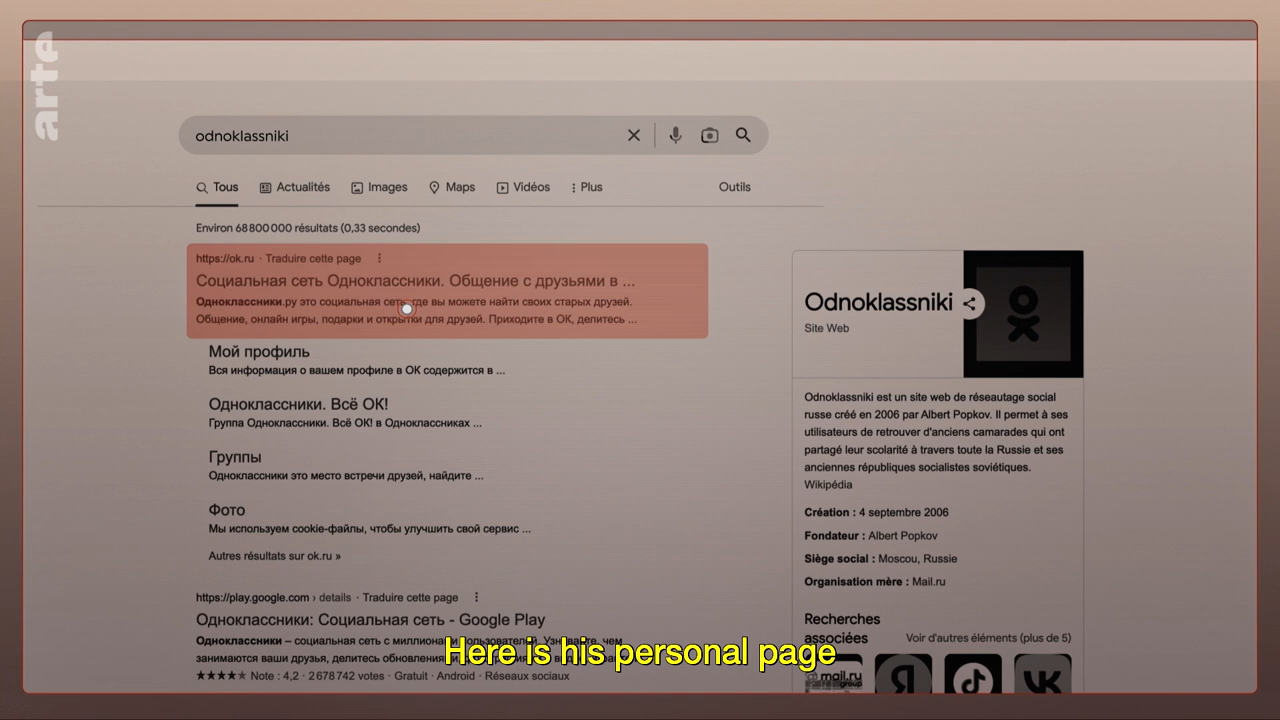 arte
odnoklassniki
Tous
Actualités
Images
Maps
Vidéos
Plus
Outils
Environ 68 800 000 résultats (0,33 secondes)
https://ok.ru · Traduire cette page
Социальная сеть Одноклассники. Общение с друзьями в ...
Одноклассники.ру это социальная сеть, где вы можете найти своих старых друзей.
Общение, онлайн игры, подарки и открытки для друзей. Приходите в ОК, делитесь ...
Мой профиль
Вся информация о вашем профиле в ОК содержится в ...
Одноклассники. Всё ОК!
Группа Одноклассники. Всё ОК! в Одноклассниках ...
Группы
Одноклассники это место встречи друзей, найдите ...
Фото
Мы используем cookie-файлы, чтобы улучшить свой сервис ...
Autres résultats sur ok.ru »
https://play.google.com › details · Traduire cette page
Одноклассники: Социальная сеть - Google Play
Одноклассники – социальная сеть с миллионами пользователей. Узнавайте, чем
занимаются ваши друзья, делитесь
Note : 4,2 · 2 678 742 votes · Gratuit · Android · Réseaux sociaux
Odnoklassniki
Site Web
Odnoklassniki est un site web de réseautage social
russe créé en 2006 par Albert Popkov. Il permet à ses
utilisateurs de retrouver d'anciens camarades qui ont
partagé leur scolarité à travers toute la Russie et ses
anciennes républiques socialistes soviétiques.
Wikipédia
Création : 4 septembre 2006
Fondateur : Albert Popkov
Siège social : Moscou, Russie
Organisation mère : Mail.ru
Recherches
associées
Voir d'autres éléments (plus de 5)
@mail.ru
group
Я
Here is his personal page